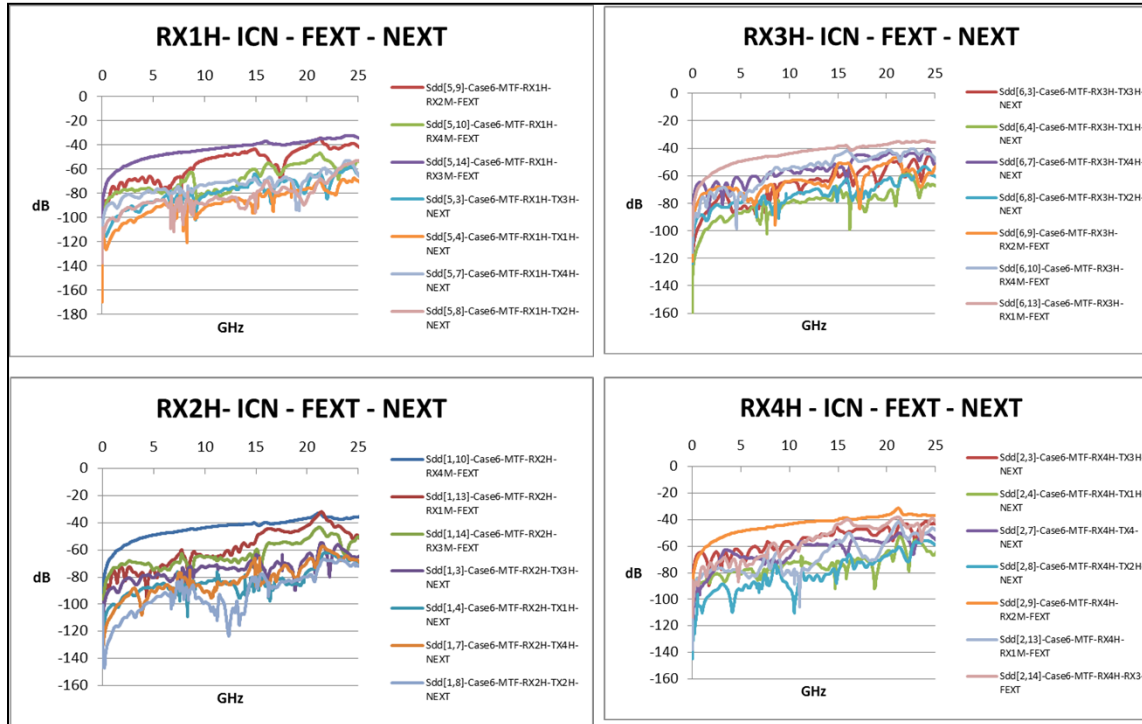 RX1H- ICN - FEXT - NEXT
0 5 10 15 20 25
0
-20
-40
-60
-80
-100
-120
-140
-160
-180
dB
GHz
Sdd[5,9]-Case6-MTF-RX1H-
RX2M-FEXT
Sdd[5,10]-Case6-MTF-RX1H-
RX4M-FEXT
Sdd[5,14]-Case6-MTF-RX1H-
RX3M-FEXT
Sdd[5,3]-Case6-MTF-RX1H-TX3H-
NEXT
Sdd[5,4]-Case6-MTF-RX1H-TX1H-
NEXT
Sdd[5,7]-Case6-MTF-RX1H-TX4H-
NEXT
Sdd[5,8]-Case6-MTF-RX1H-TX2H-
NEXT
RX3H- ICN - FEXT - NEXT
0 5 10 15 20 25
0
-20
-40
-60
-80
-100
-120
-140
-160
dB
GHz
Sdd[6,3]-Case6-MTF-RX3H-TX3H-
NEXT
Sdd[6,4]-Case6-MTF-RX3H-TX1H-
NEXT
Sdd[6,7]-Case6-MTF-RX3H-TX4H-
NEXT
Sdd[6,8]-Case6-MTF-RX3H-TX2H-
NEXT
Sdd[6,9]-Case6-MTF-RX3H-
RX2M-FEXT
Sdd[6,10]-Case6-MTF-RX3H-
RX4M-FEXT
Sdd[6,13]-Case6-MTF-RX3H-
RX1M-FEXT
RX2H- ICN - FEXT - NEXT
0 5 10 15 20 25
0
-20
-40
-60
-80
-100
-120
-140
-160
dB
GHz
Sdd[1,10]-Case6-MTF-RX2H-
RX4M-FEXT
Sdd[1,13]-Case6-MTF-RX2H-
RX1M-FEXT
Sdd[1,14]-Case6-MTF-RX2H-
RX3M-FEXT
Sdd[1,3]-Case6-MTF-RX2H-TX3H-
NEXT
Sdd[1,4]-Case6-MTF-RX2H-TX1H-
NEXT
Sdd[1,7]-Case6-MTF-RX2H-TX4H-
NEXT
Sdd[1,8]-Case6-MTF-RX2H-TX2H-
NEXT
RX4H - ICN - FEXT - NEXT
0 5 10 15 20 25
0
-20
-40
-60
-80
-100
-120
-140
-160
dB
GHz
Sdd[2,3]-Case6-MTF-RX4H-TX3H-
NEXT
Sdd[2,4]-Case6-MTF-RX4H-TX1H-
NEXT
Sdd[2,7]-Case6-MTF-RX4H-TX4-
NEXT
Sdd[2,8]-Case6-MTF-RX4H-TX2H-
NEXT
Sdd[2,9]-Case6-MTF-RX4H-
RX2M-FEXT
Sdd[2,13]-Case6-MTF-RX4H-
RX1M-FEXT
Sdd[2,14]-Case6-MTF-RX4H-RX3-
FEXT